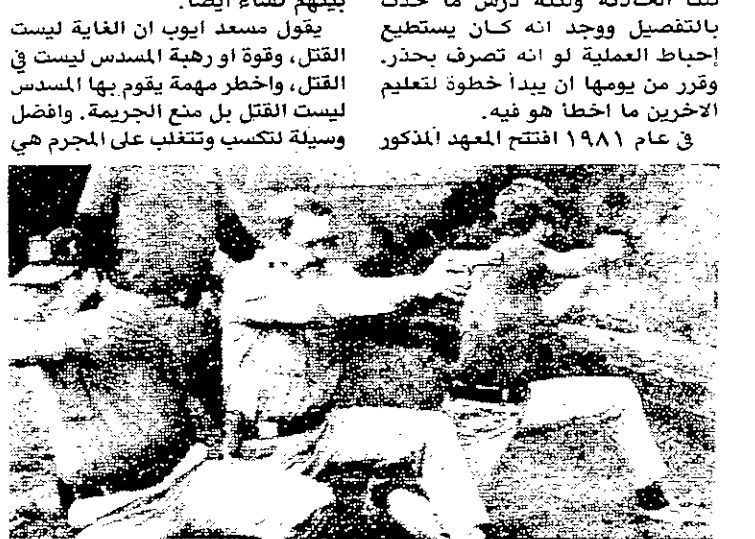 تلك الحادثة ولكنه درس ما حدث
بالتفصيل ووجد انه كان يستطيع
إحباط العملية لو انه تصرف بحذر.
وقرر من يومها ان يبدأ خطوة لتعليم
الاخرين ما اخطأ هو فيه.
في عام ١٩٨١ افتتح المعهد المذكور
بينهم نساء ايضا.
يقول مسعد ايوب ان الغاية ليست
القتل، وقوة او رهبة المسدس ليست في
القتل، واخطر مهمة يقوم بها المسدس
ليست القتل بل منع الجريمة. وافضل
وسيلة لتكسب وتتغلب على المجرم هي